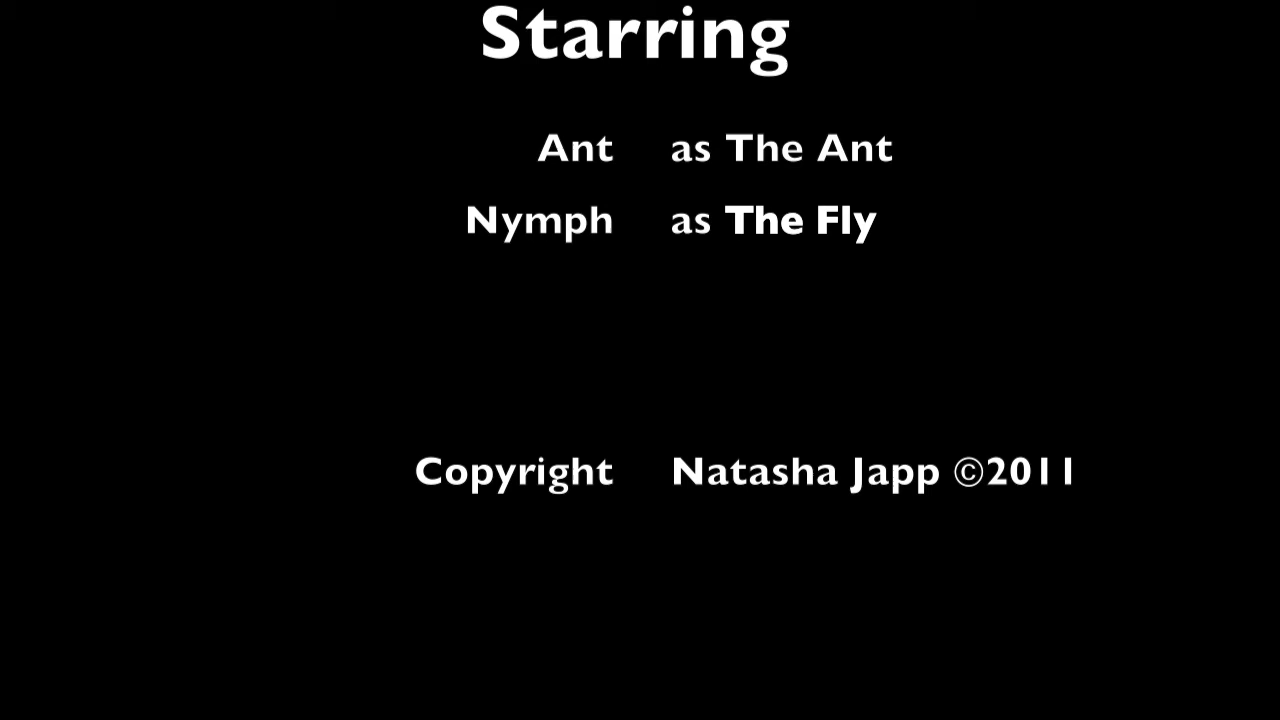 Starring
Ant as The Ant
Nymph as The Fly
Copyright Natasha Japp ©2011